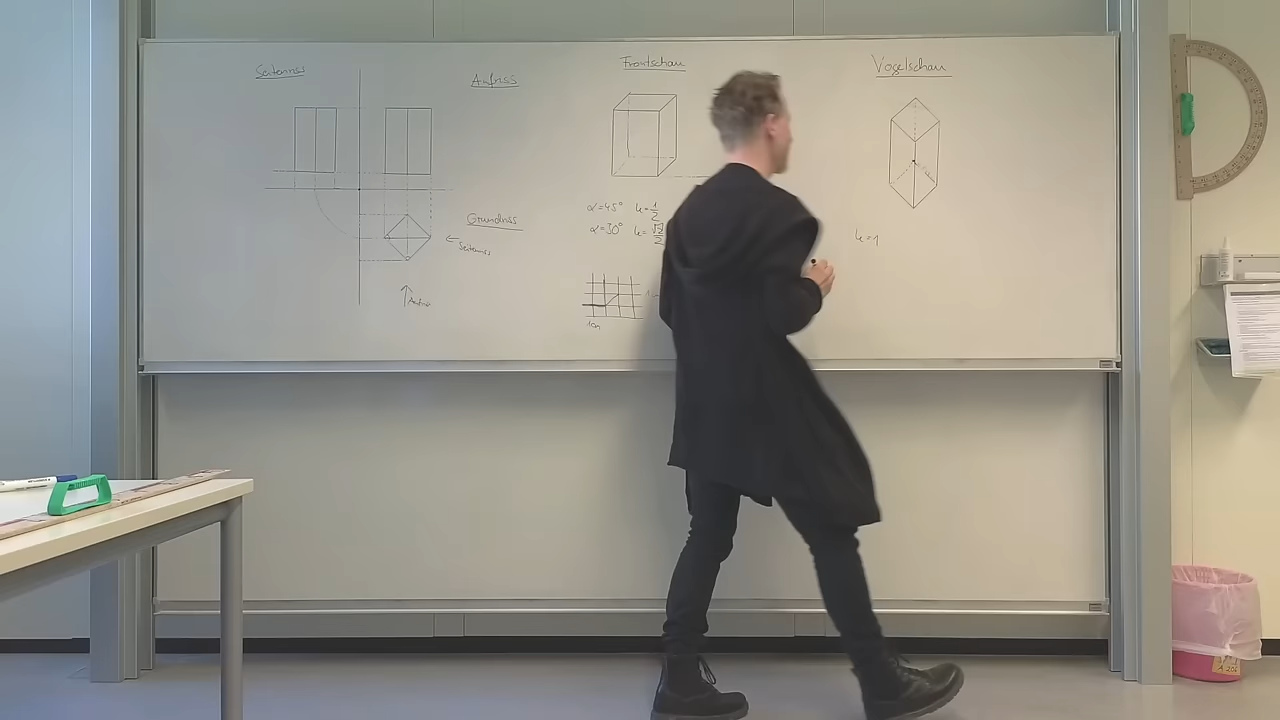 Seitenriss
Aufriss
Frontschau
Vogelschau
α=45° k=1/2
α=30° k=√2/2
Grundriss
← Seitenriss
k=1
↑ Aufriss
1cm